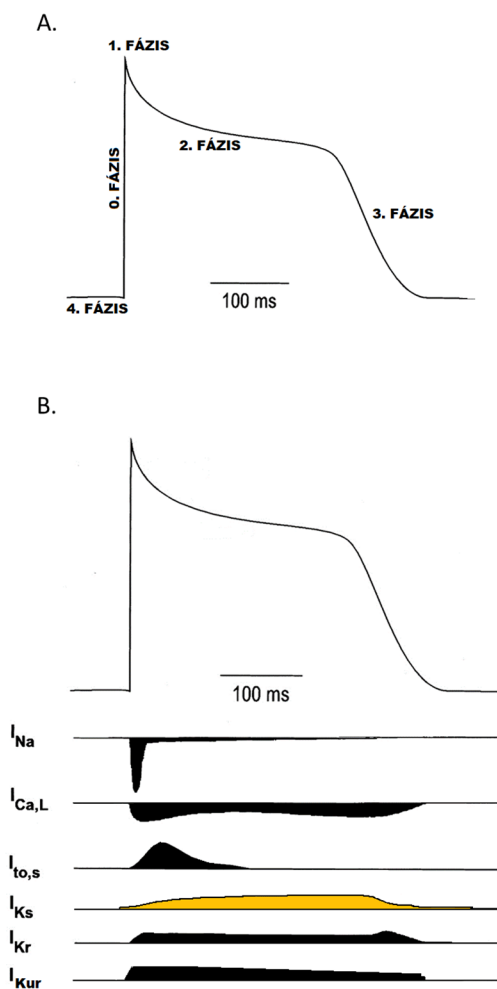 A.
1. FÁZIS
2. FÁZIS
0. FÁZIS
3. FÁZIS
100 ms
4. FÁZIS
B.
100 ms
INa
ICa,L
Ito,s
IKs
IKr
IKur